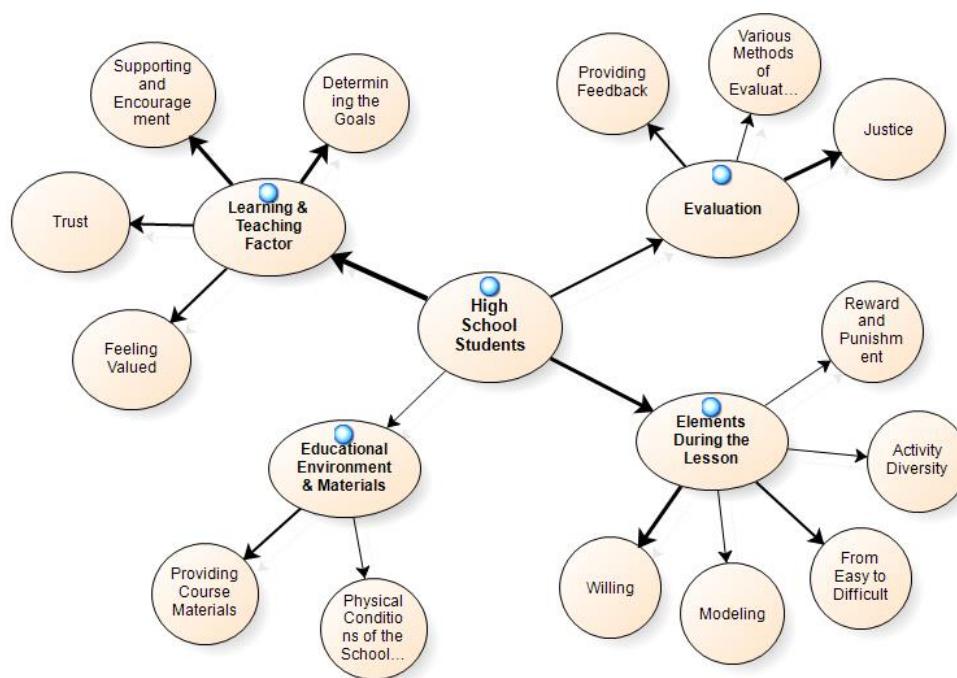 Supporting
and
Encourage
ment
Determin
ing the
Goals
Trust
Learning &
Teaching
Factor
Feeling
Valued
Providing
Feedback
Various
Methods
of
Evaluat...
Justice
Evaluation
High
School
Students
Reward
and
Punishm
ent
Elements
During the
Lesson
Activity
Diversity
Educational
Environment
& Materials
Willing
Modeling
From
Easy to
Difficult
Providing
Course
Materials
Physical
Conditio
ns of the
School...